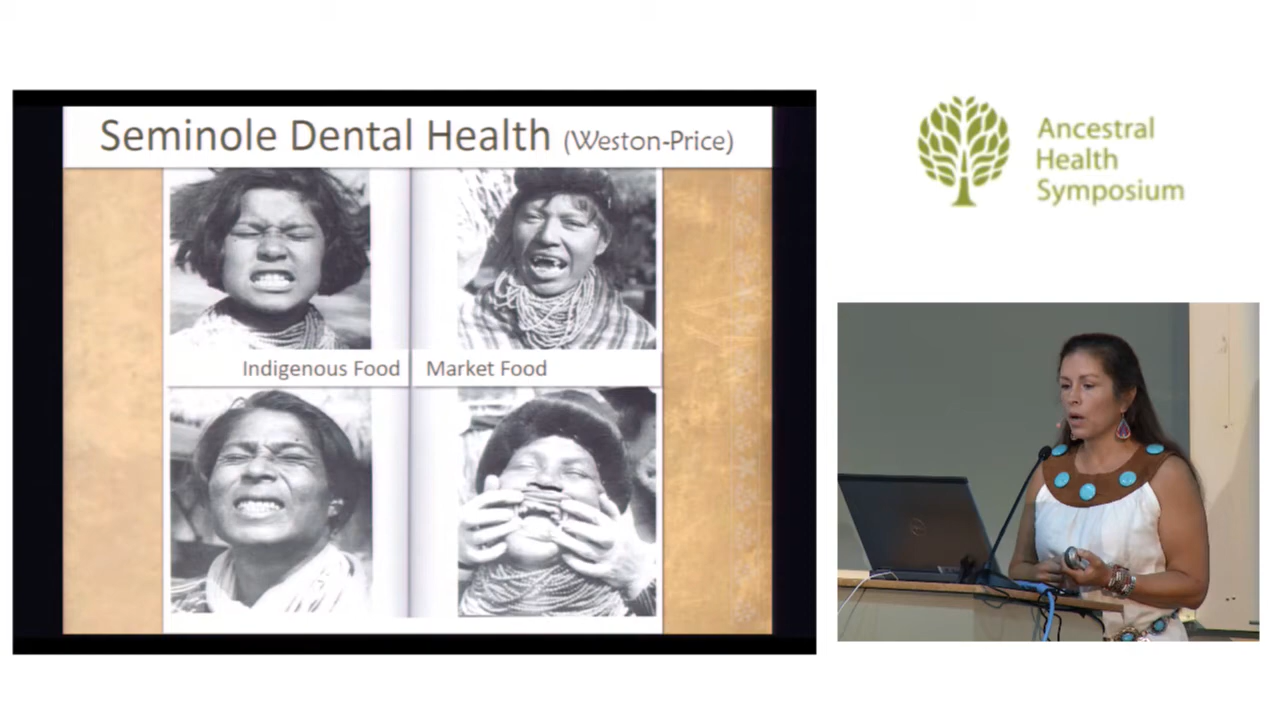 Seminole Dental Health (Weston-Price)
Indigenous Food
Market Food
Ancestral
Health
Symposium